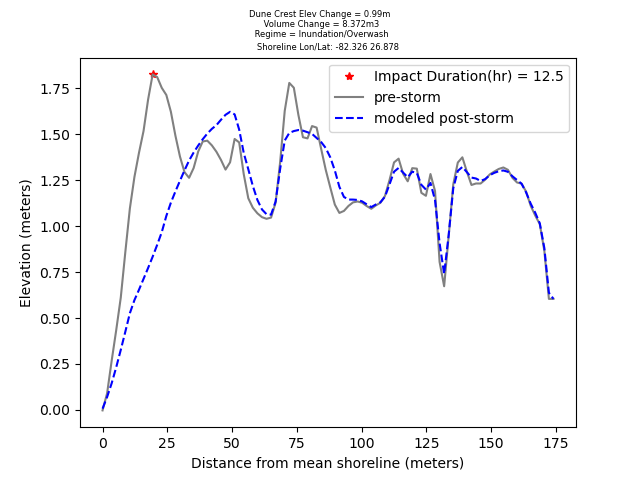 Dune Crest Elev Change = 0.99m
Volume Change = 8.372m
Regime = Inundation/Overwash
Shoreline Lon/Lat: -82.326 26.878
Impact Duration(hr) = 12.5
pre-storm
modeled post-storm
Elevation (meters)
1.75
1.50
1.25
1.00
0.75
0.50
0.25
0.00
0 25 50 75 100 125 150 175
Distance from mean shoreline (meters)